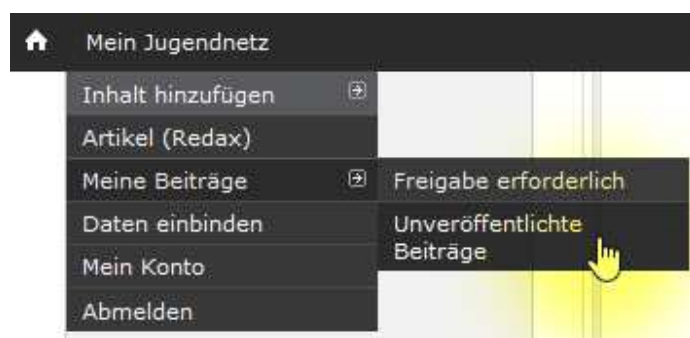 Mein Jugendnetz
Inhalt hinzufügen
Artikel (Redax)
Meine Beiträge
Freigabe erforderlich
Daten einbinden
Unveröffentlichte
Beiträge
Mein Konto
Abmelden